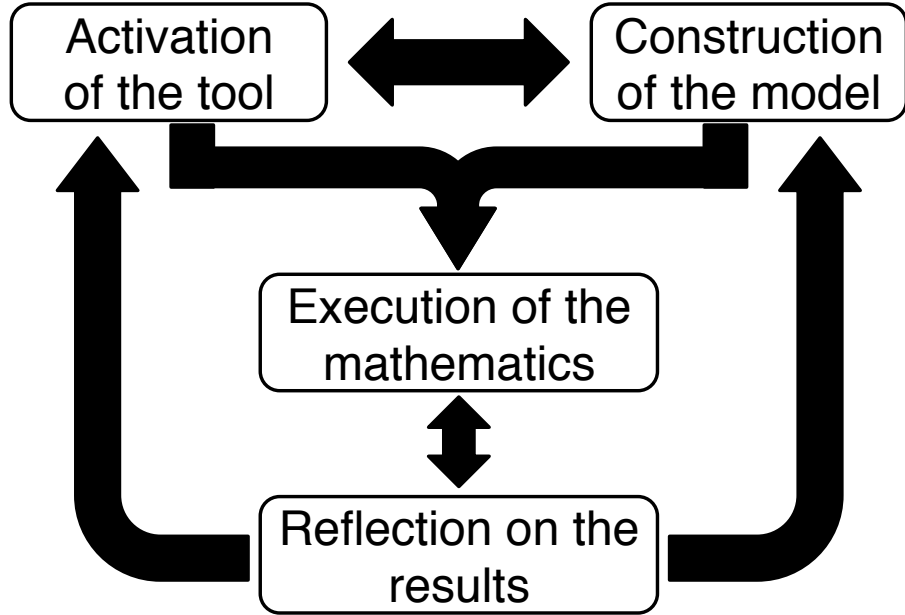 Activation
of the tool
Construction
of the model
Execution of the
mathematics
Reflection on the
results